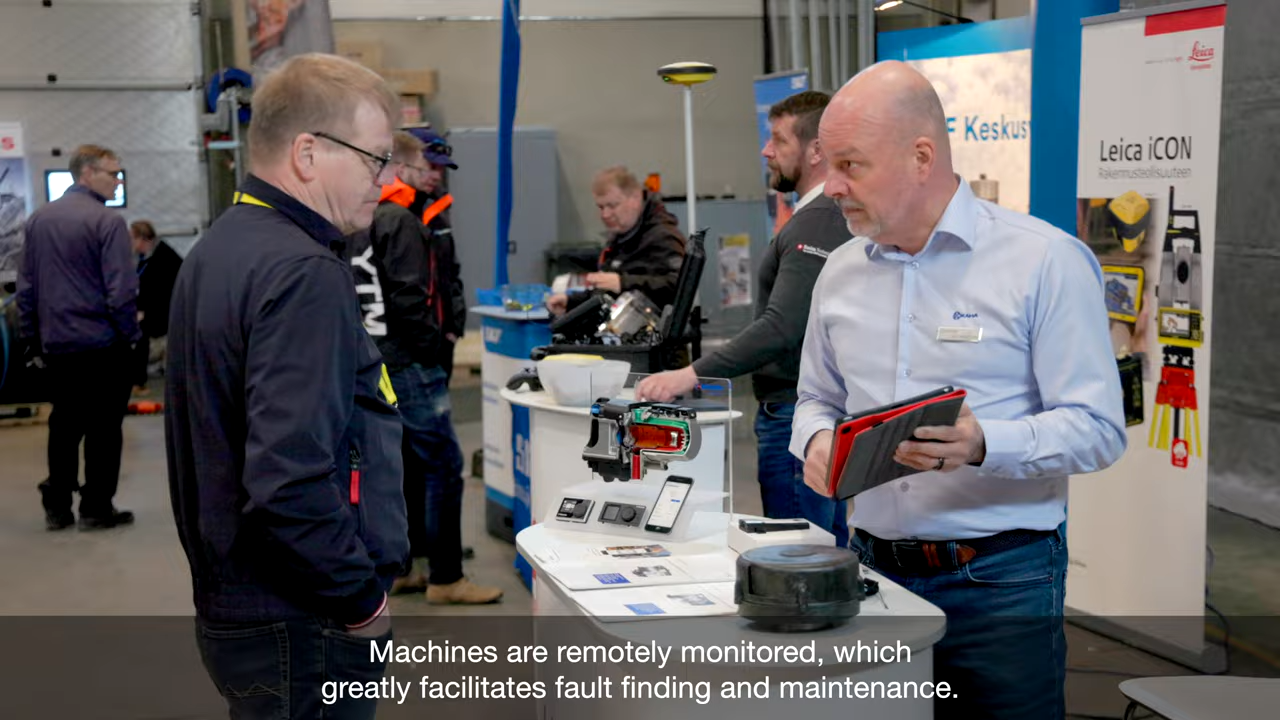 Leica
Leica iCON
Rakennusteollisuuteen
F Keskus
YTM
Machines are remotely monitored, which
greatly facilitates fault finding and maintenance.